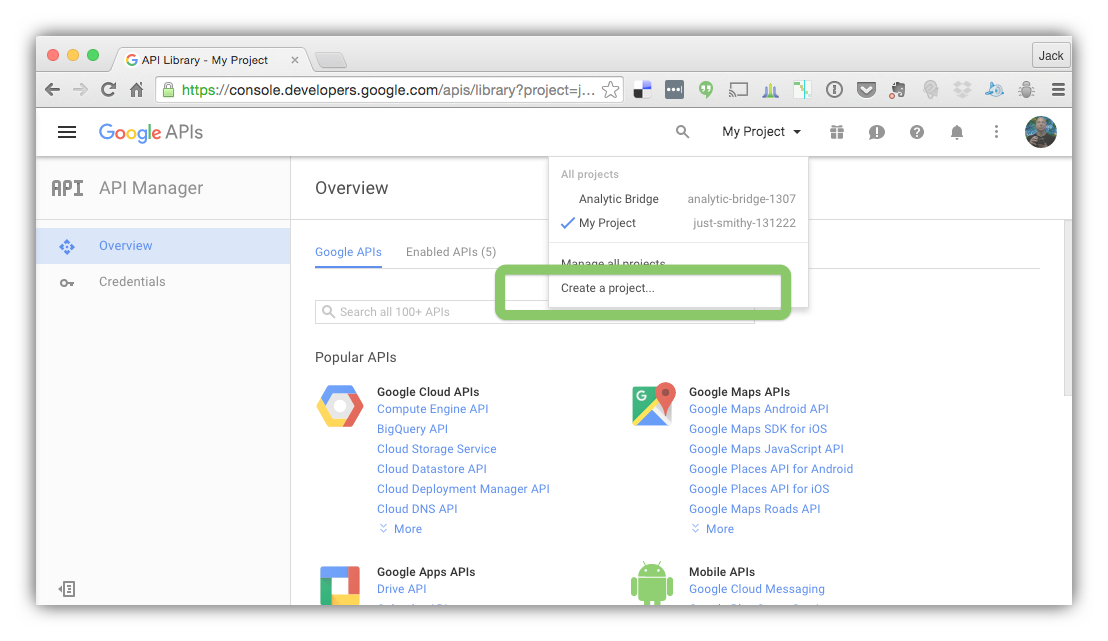 API Library - My Project
Jack
https://console.developers.google.com/apis/library?project=j...
Google APIs
My Project
API API Manager
Overview
All projects
Analytic Bridge analytic-bridge-1307
My Project just-smithy-131222
Manage all projects
Create a project...
Overview
Credentials
Google APIs Enabled APIs (5)
Search all 100+ APIs
Popular APIs
Google Cloud APIs
Compute Engine API
BigQuery API
Cloud Storage Service
Cloud Datastore API
Cloud Deployment Manager API
Cloud DNS API
More
Google Maps APIs
Google Maps Android API
Google Maps SDK for iOS
Google Maps JavaScript API
Google Places API for Android
Google Places API for iOS
Google Maps Roads API
More
Google Apps APIs
Drive API
Mobile APIs
Google Cloud Messaging